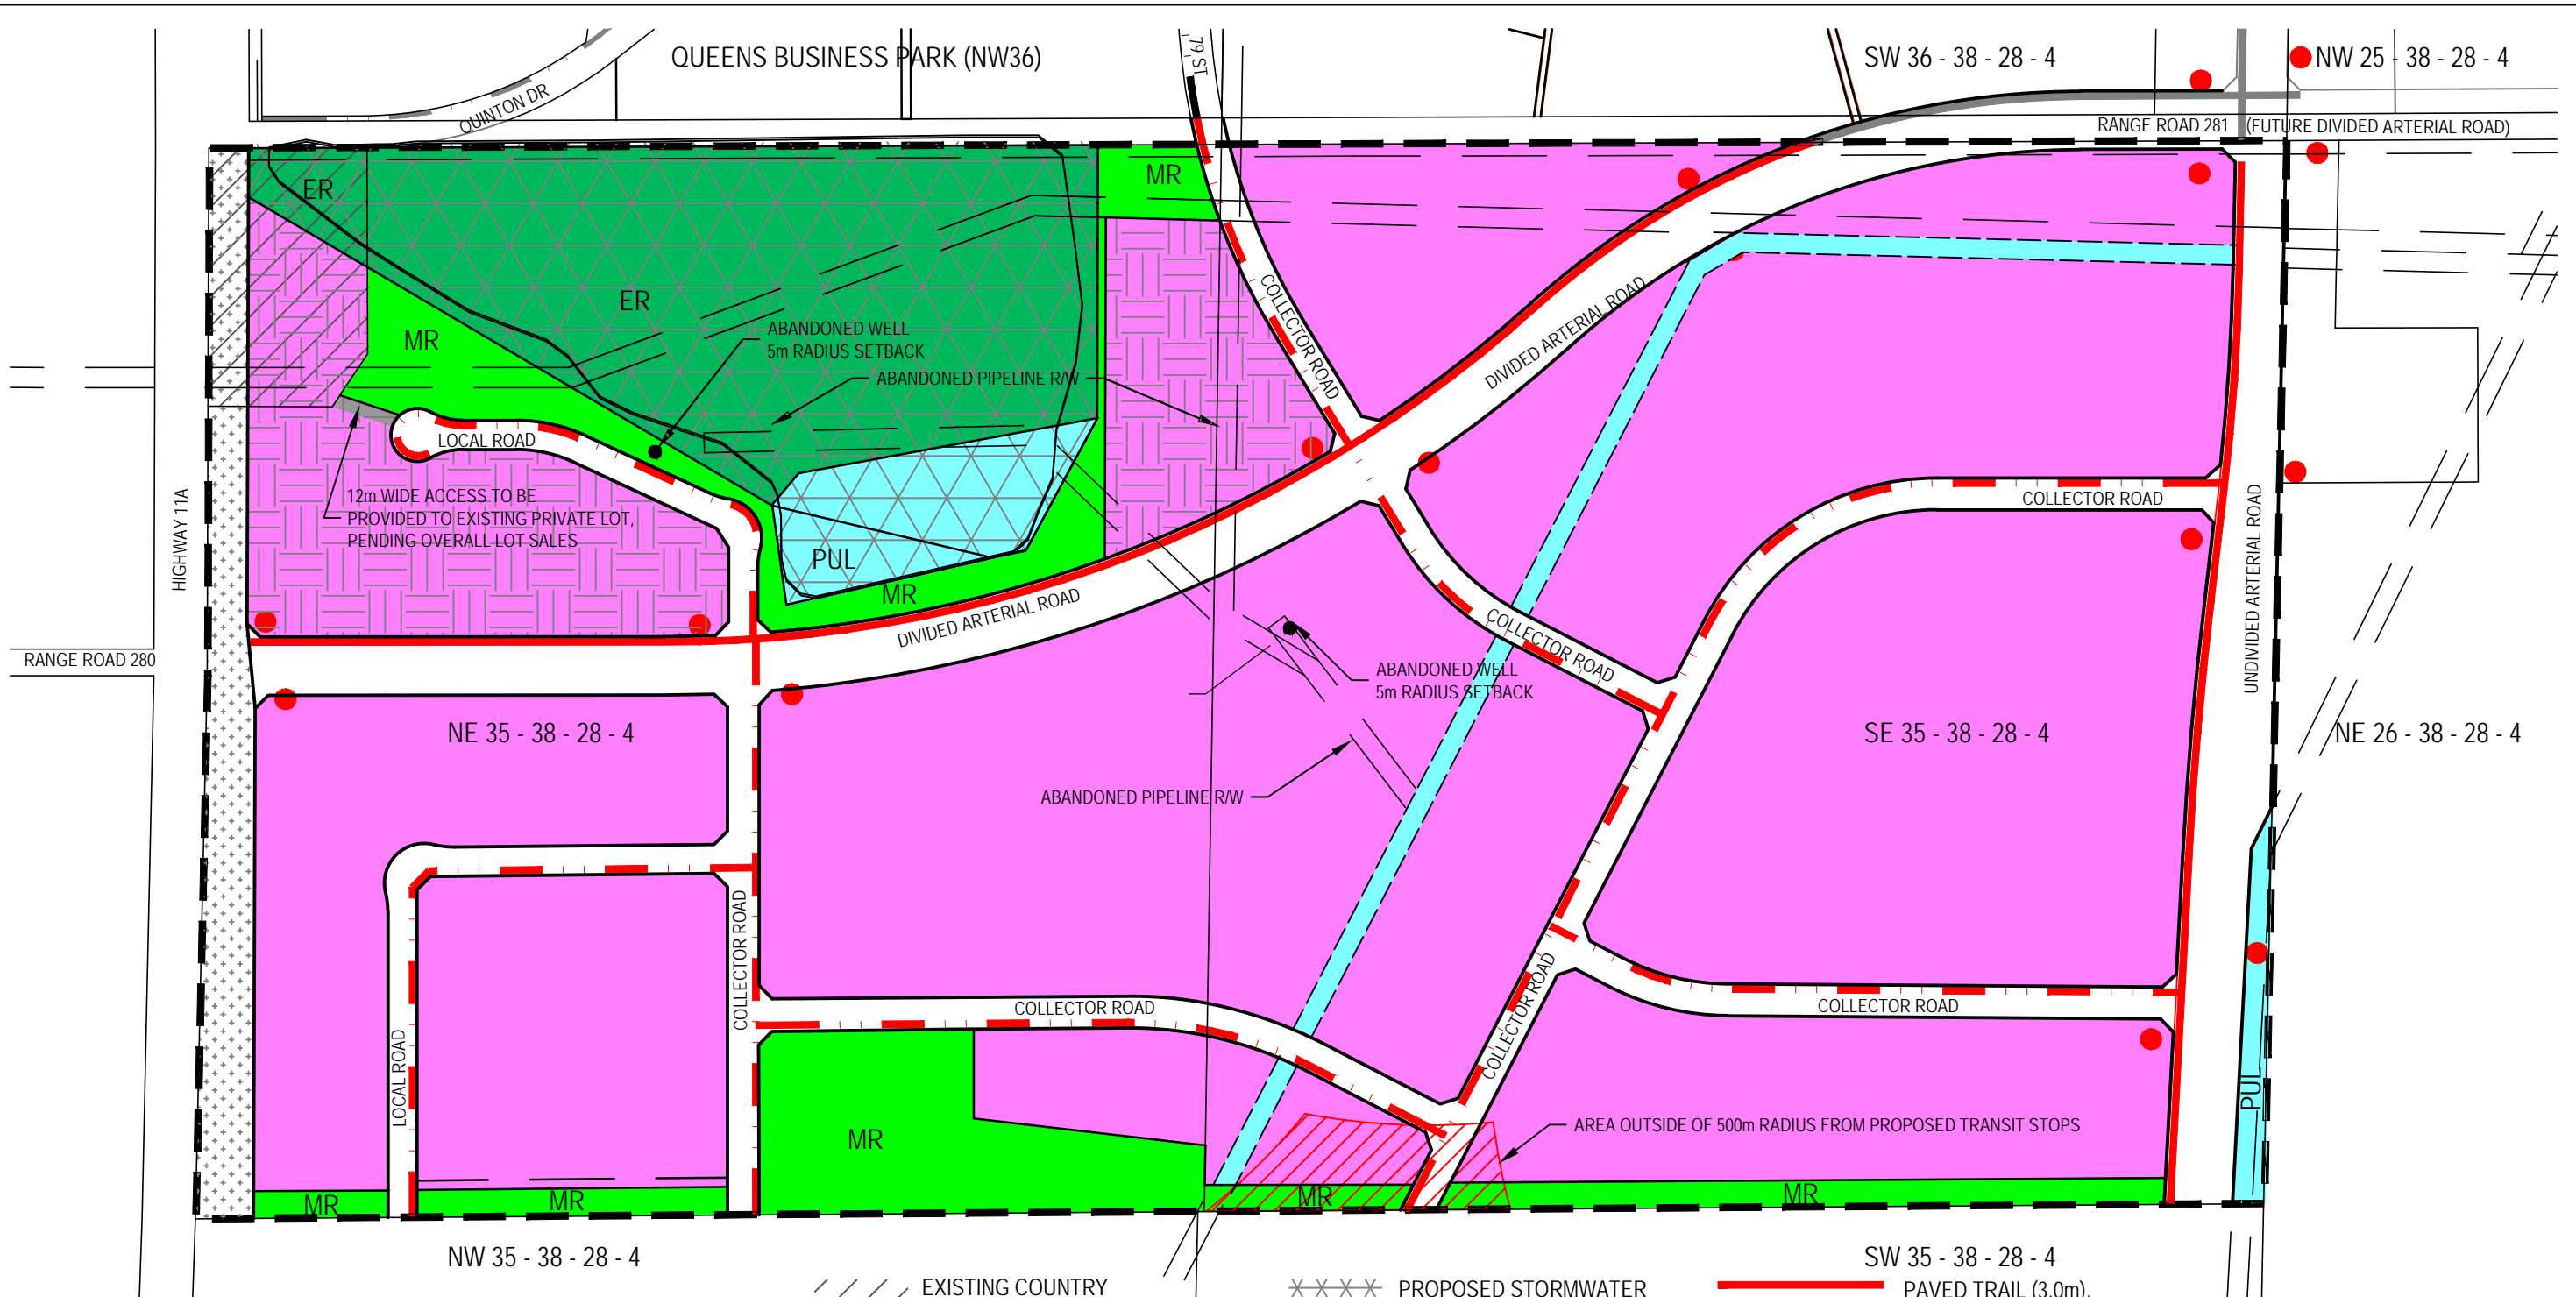 QUEENS BUSINESS PARK (NW36)
79 ST
SW 36 - 38 - 28 - 4
NW 25 - 38 - 28 - 4
QUINTON DR
RANGE ROAD 281 (FUTURE DIVIDED ARTERIAL ROAD)
ER
MR
ER
MR
COLLECTOR ROAD
DIVIDED ARTERIAL ROAD
ABANDONED WELL
5m RADIUS SETBACK
ABANDONED PIPELINE R/W
LOCAL ROAD
12m WIDE ACCESS TO BE
PROVIDED TO EXISTING PRIVATE LOT,
PENDING OVERALL LOT SALES
HIGHWAY 11A
PUL
MR
DIVIDED ARTERIAL ROAD
COLLECTOR ROAD
UNDIVIDED ARTERIAL ROAD
RANGE ROAD 280
COLLECTOR ROAD
ABANDONED WELL
5m RADIUS SETBACK
NE 35 - 38 - 28 - 4
SE 35 - 38 - 28 - 4
NE 26 - 38 - 28 - 4
ABANDONED PIPELINE R/W
COLLECTOR ROAD
COLLECTOR ROAD
COLLECTOR ROAD
COLLECTOR ROAD
LOCAL ROAD
PUL
MR
AREA OUTSIDE OF 500m RADIUS FROM PROPOSED TRANSIT STOPS
MR
MR
MR
MR
NW 35 - 38 - 28 - 4
SW 35 - 38 - 28 - 4
EXISTING COUNTRY
PROPOSED STORMWATER
PAVED TRAIL (3.0m),